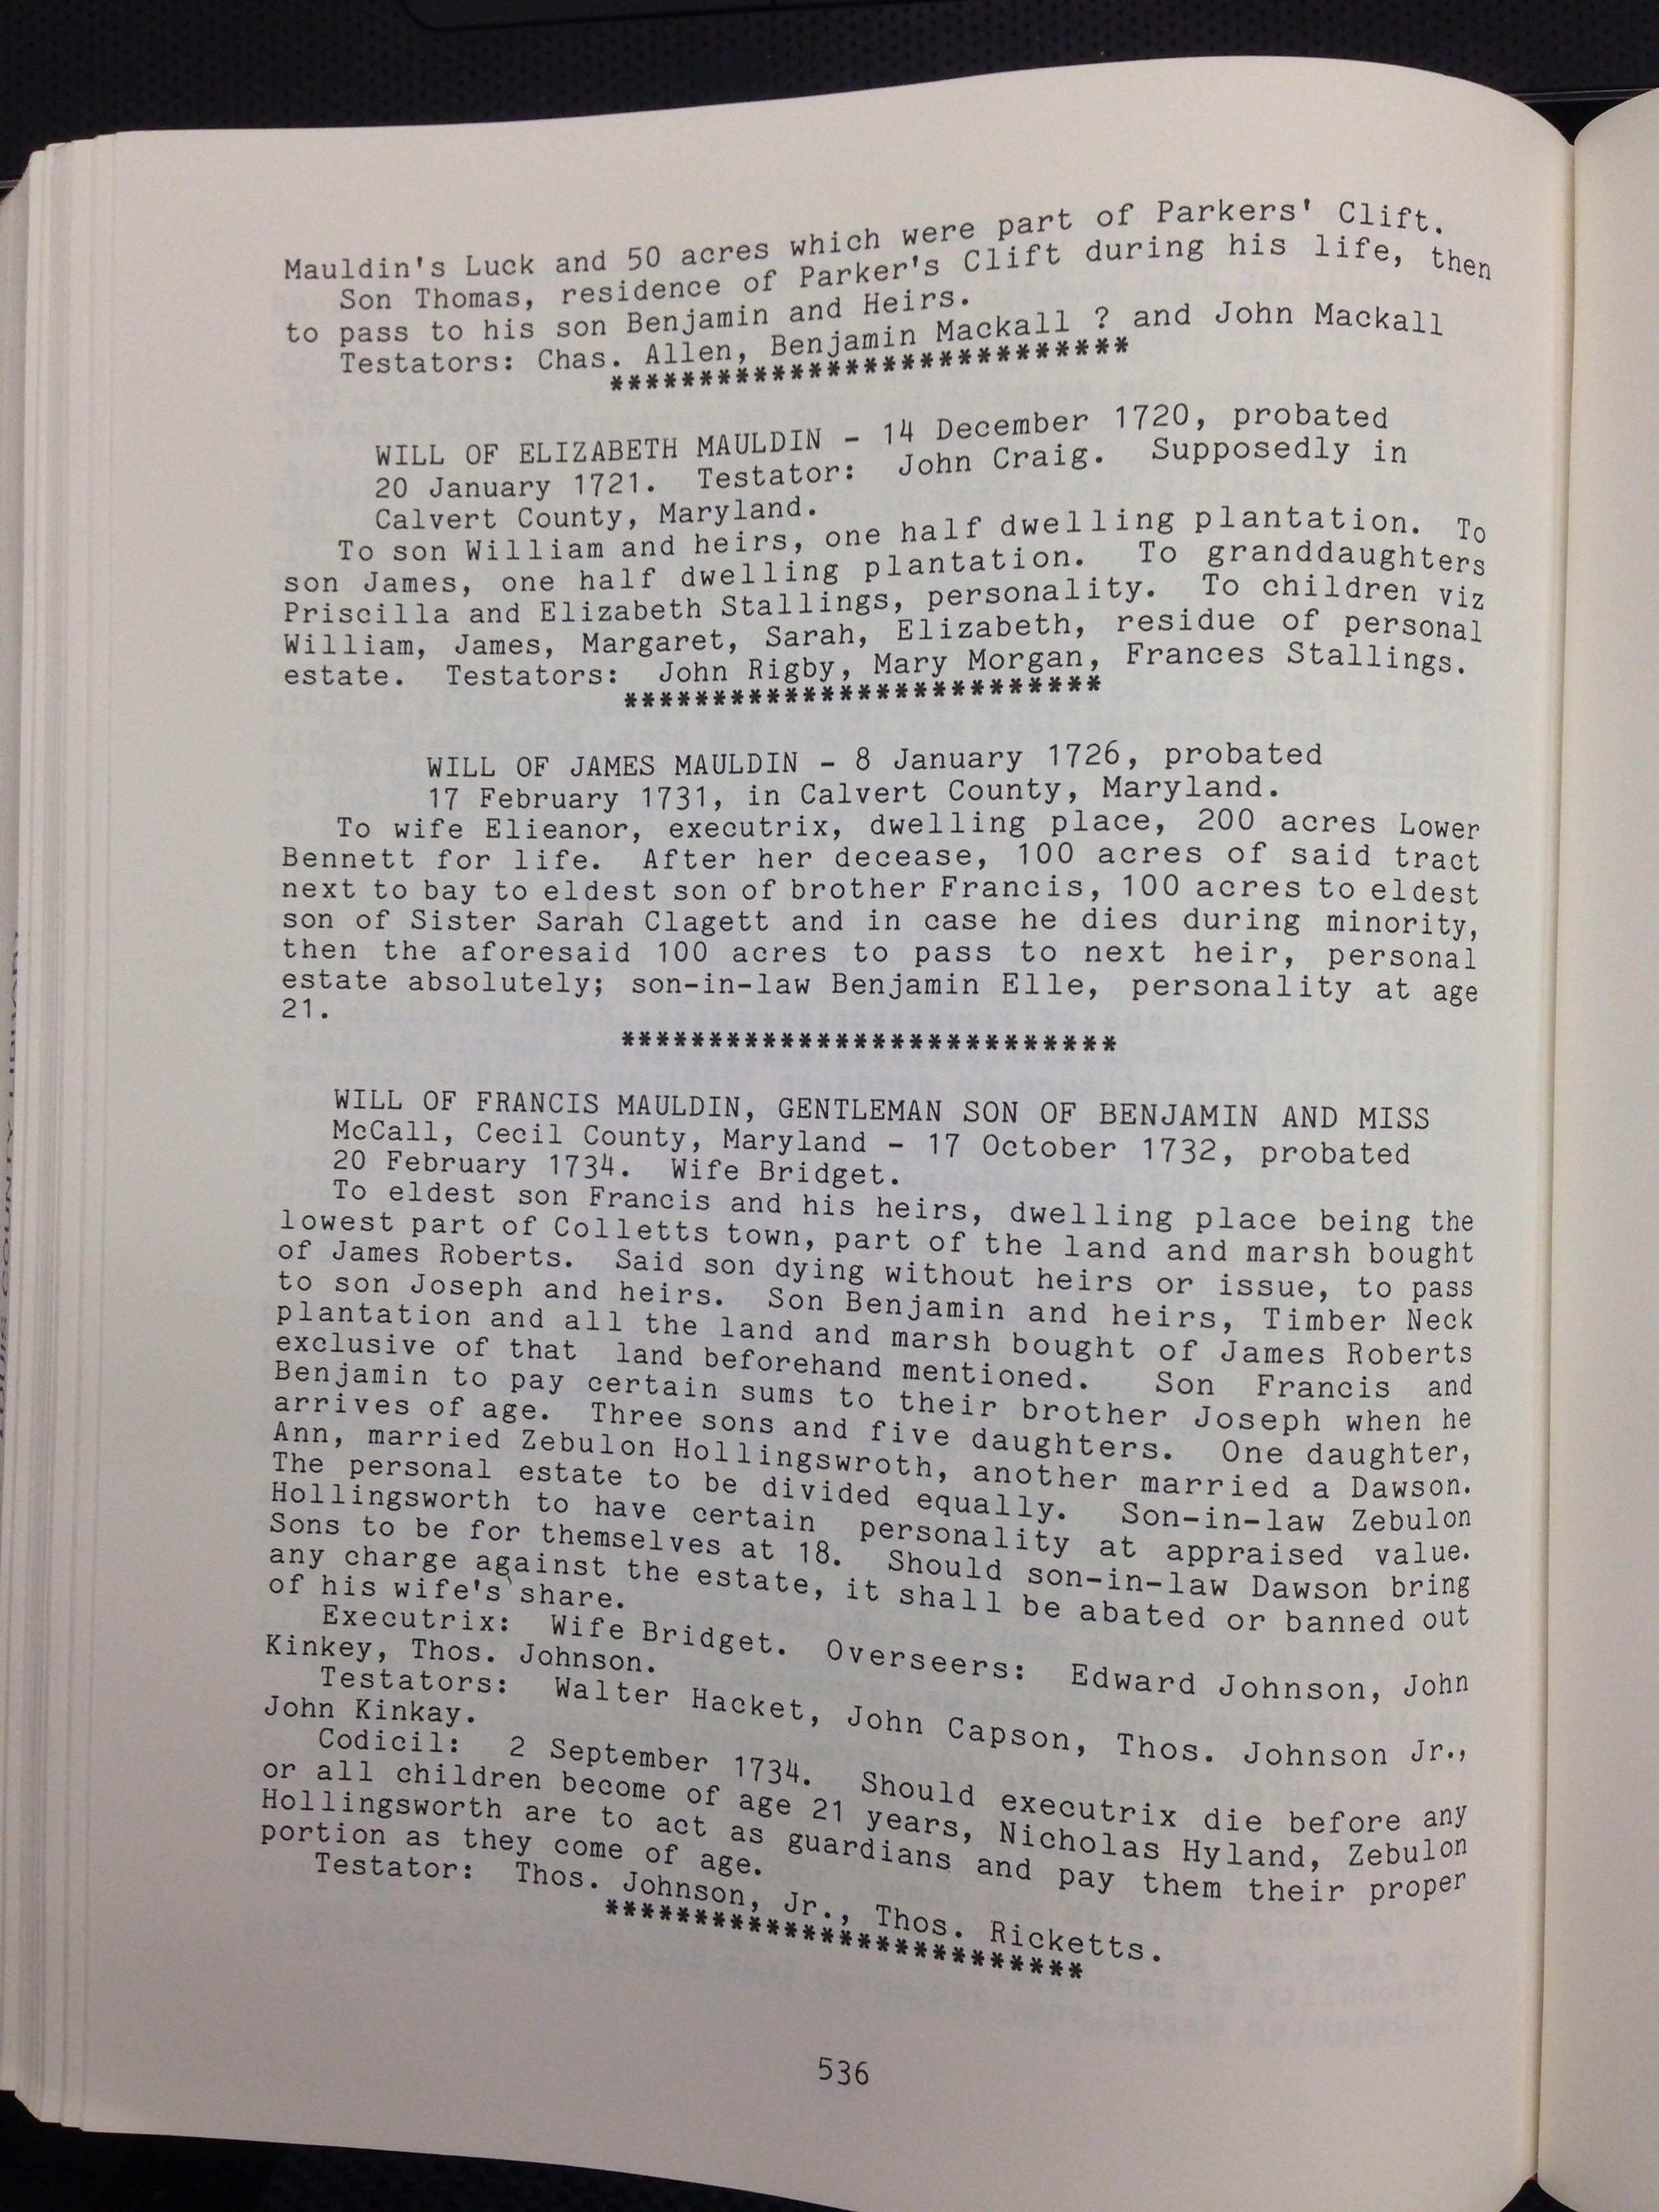 Mauldin's Luck and 50 acres which were part of Parkers' Clift.
Son Thomas, residence of Parker's Clift during his life, then
to pass to his son Benjamin and Heirs.
Testators: Chas. Allen, Benjamin Mackall ? and John Mackall
***************************
WILL OF ELIZABETH MAULDIN - 14 December 1720, probated
20 January 1721. Testator: John Craig. Supposedly in
Calvert County, Maryland.
To son William and heirs, one half dwelling plantation. To
son James, one half dwelling plantation. To granddaughters
Priscilla and Elizabeth Stallings, personality. To children viz
William, James, Margaret, Sarah, Elizabeth, residue of personal
estate. Testators: John Rigby, Mary Morgan, Frances Stallings.
***************************
WILL OF JAMES MAULDIN - 8 January 1726, probated
17 February 1731, in Calvert County, Maryland.
To wife Elieanor, executrix, dwelling place, 200 acres Lower
Bennett for life. After her decease, 100 acres of said tract
next to bay to eldest son of brother Francis, 100 acres to eldest
son of Sister Sarah Clagett and in case he dies during minority,
then the aforesaid 100 acres to pass to next heir, personal
estate absolutely; son-in-law Benjamin Elle, personality at age
21.
****************************
WILL OF FRANCIS MAULDIN, GENTLEMAN SON OF BENJAMIN AND MISS
McCall, Cecil County, Maryland - 17 October 1732, probated
20 February 1734. Wife Bridget.
To eldest son Francis and his heirs, dwelling place being the
lowest part of Colletts town, part of the land and marsh bought
of James Roberts. Said son dying without heirs or issue, to pass
to son Joseph and heirs. Son Benjamin and heirs, Timber Neck
plantation and all the land and marsh bought of James Roberts
exclusive of that land beforehand mentioned. Son Francis and
Benjamin to pay certain sums to their brother Joseph when he
arrives of age. Three sons and five daughters. One daughter,
Ann, married Zebulon Hollingswroth, another married a Dawson.
The personal estate to be divided equally. Son-in-law Zebulon
Hollingsworth to have certain personality at appraised value.
Sons to be for themselves at 18. Should son-in-law Dawson bring
any charge against the estate, it shall be abated or banned out
of his wife's share.
Executrix: Wife Bridget. Overseers: Edward Johnson, John
Kinkey, Thos. Johnson.
Testators: Walter Hacket, John Capson, Thos. Johnson Jr.,
John Kinkay.
Codicil: 2 September 1734. Should executrix die before any
or all children become of age 21 years, Nicholas Hyland, Zebulon
Hollingsworth are to act as guardians and pay them their proper
portion as they come of age.
Testator: Thos. Johnson, Jr., Thos. Ricketts.
***************************
536